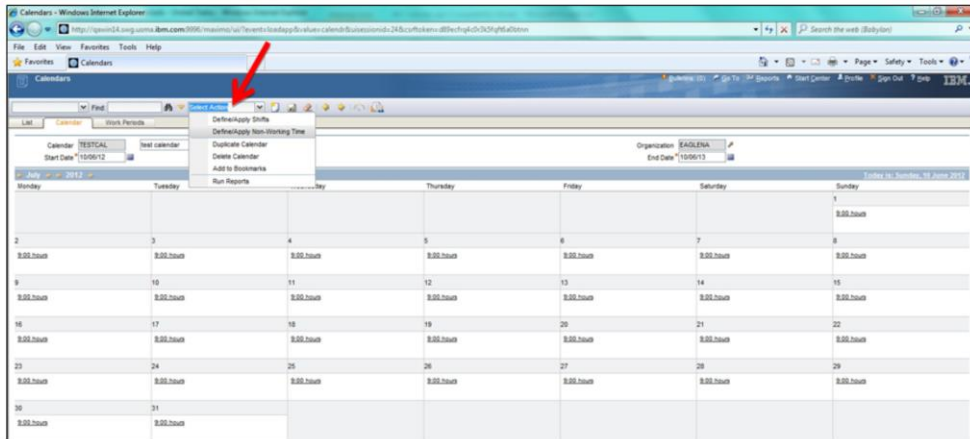 Calendars - Windows Internet Explorer
File Edit View Favorites Tools Help
Search the web (Babylon)
Favorites Calendars
Page Safety Tools
Calendars
Go To Reports Start Center Profile Sign Out Help IBM
Find Select Action
List Calendar Work Periods
Define/Apply Shifts
Define/Apply Non-Working Time
Duplicate Calendar
Delete Calendar
Add to Bookmarks
Run Reports
Calendar TESTCAL test calendar Organization EAGLENA
Start Date 10/06/12 End Date 10/06/13
July 2012 Today is: Sunday, 10 June 2012
Monday Tuesday Thursday Friday Saturday Sunday
1
9.00 hours
2 3 4 5 6 7 8
9.00 hours 9.00 hours 9.00 hours 9.00 hours 9.00 hours 9.00 hours 9.00 hours
9 10 11 12 13 14 15
9.00 hours 9.00 hours 9.00 hours 9.00 hours 9.00 hours 9.00 hours 9.00 hours
16 17 18 19 20 21 22
9.00 hours 9.00 hours 9.00 hours 9.00 hours 9.00 hours 9.00 hours 9.00 hours
23 24 25 26 27 28 29
9.00 hours 9.00 hours 9.00 hours 9.00 hours 9.00 hours 9.00 hours 9.00 hours
30 31
9.00 hours 9.00 hours